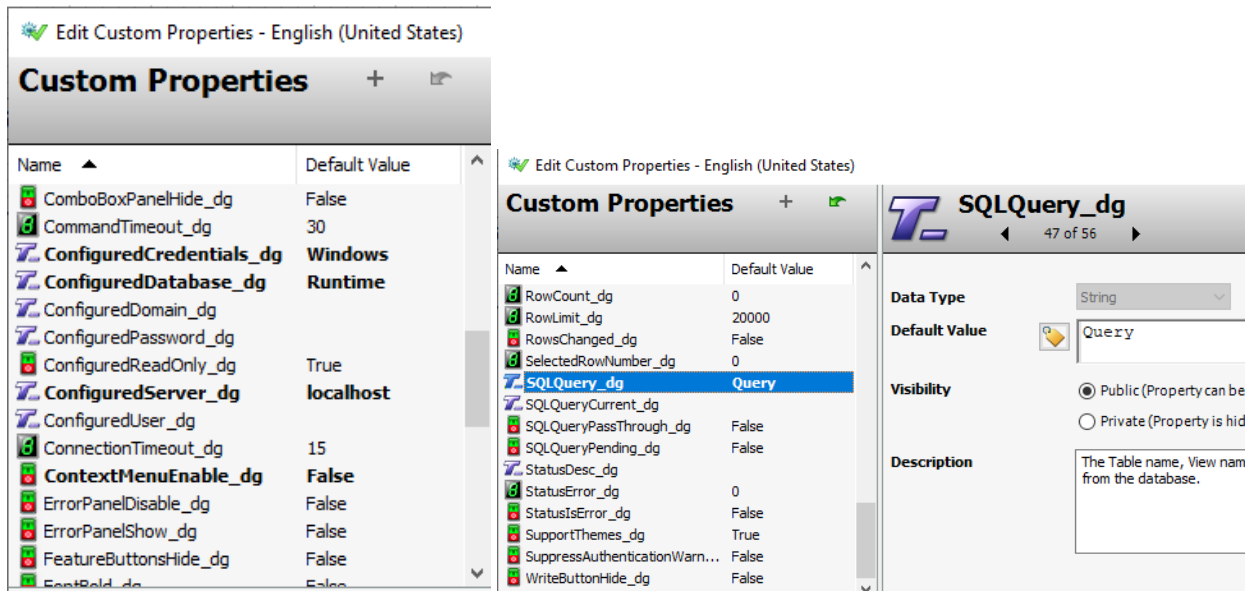 Edit Custom Properties - English (United States)
Custom Properties
Name Default Value
ComboBoxPanelHide_dg False
CommandTimeout_dg 30
ConfiguredCredentials_dg Windows
ConfiguredDatabase_dg Runtime
ConfiguredDomain_dg
ConfiguredPassword_dg
ConfiguredReadOnly_dg True
ConfiguredServer_dg localhost
ConfiguredUser_dg
ConnectionTimeout_dg 15
ContextMenuEnable_dg False
ErrorPanelDisable_dg False
ErrorPanelShow_dg False
FeatureButtonsHide_dg False
FontBold_dg False
Edit Custom Properties - English (United States)
Custom Properties
Name Default Value
RowCount_dg 0
RowLimit_dg 20000
RowsChanged_dg False
SelectedRowNumber_dg 0
SQLQuery_dg Query
SQLQueryCurrent_dg
SQLQueryPassThrough_dg False
SQLQueryPending_dg False
StatusDesc_dg
StatusError_dg 0
StatusIsError_dg False
SupportThemes_dg True
SuppressAuthenticationWarn... False
WriteButtonHide_dg False
SQLQuery_dg
47 of 56
Data Type String
Default Value Query
Visibility Public (Property can be
Private (Property is hid
Description The Table name, View nam
from the database.